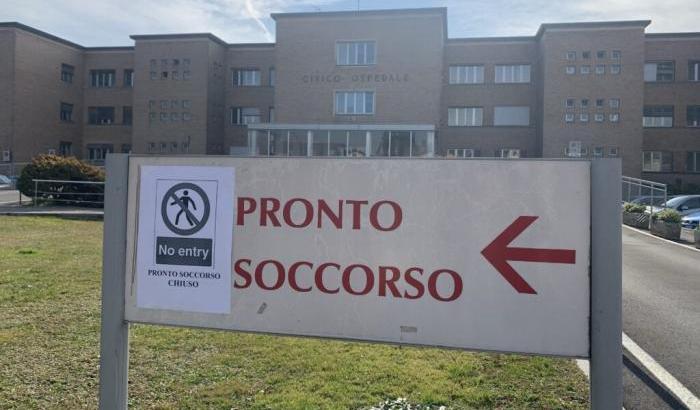 CIVICO OSPEDALE
No entry
PRONTO SOCCORSO
CHIUSO
PRONTO
SOCCORSO